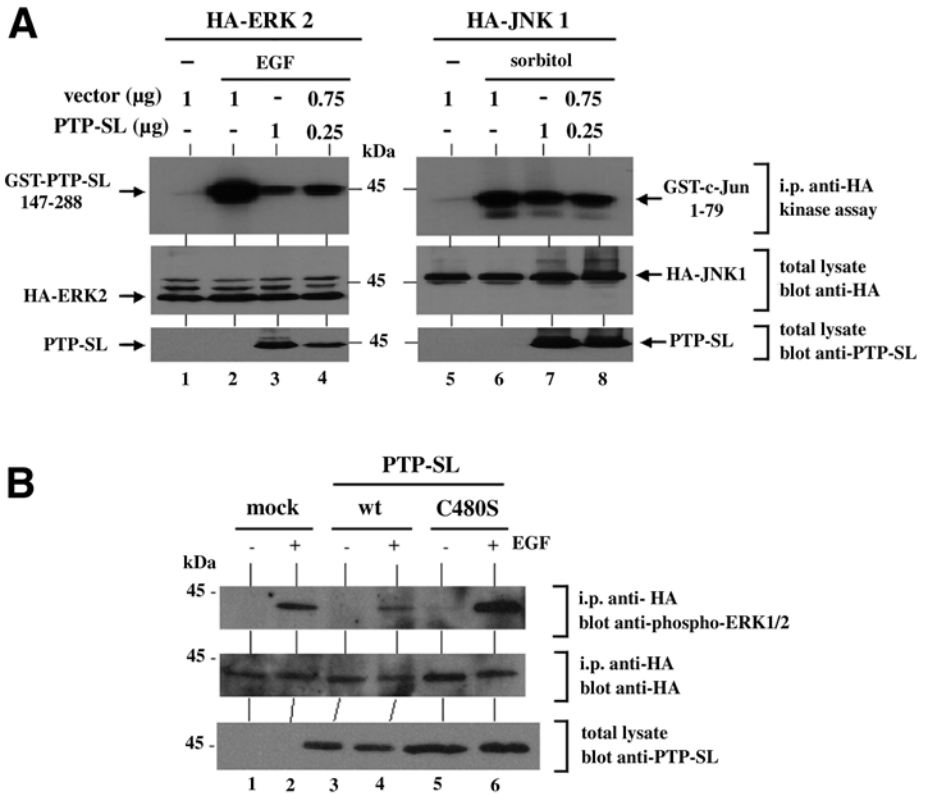 A
HA-ERK 2 HA-JNK 1
– EGF – sorbitol
vector (µg) 1 1 - 0.75 1 1 - 0.75
PTP-SL (µg) - - 1 0.25 - - 1 0.25
kDa
GST-PTP-SL
147-288
45
GST-c-Jun
1-79
i.p. anti-HA
kinase assay
HA-ERK2
45
HA-JNK1
total lysate
blot anti-HA
PTP-SL
45
PTP-SL
total lysate
blot anti-PTP-SL
1 2 3 4 5 6 7 8
B
PTP-SL
mock wt C480S
- + - + - + EGF
kDa
45 -
i.p. anti- HA
blot anti-phospho-ERK1/2
45 -
i.p. anti-HA
blot anti-HA
45 -
total lysate
blot anti-PTP-SL
1 2 3 4 5 6